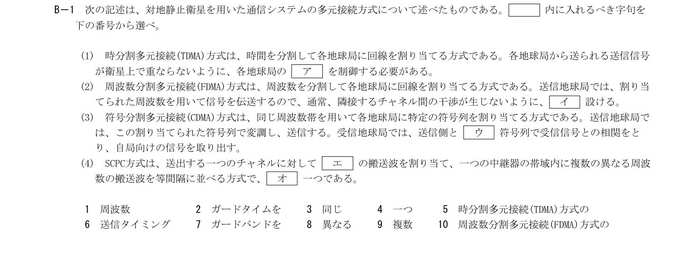 B－1　次の記述は、対地静止衛星を用いた通信システムの多元接続方式について述べたものである。　　　内に入れるべき字句を
下の番号から選べ。
(1)　時分割多元接続(TDMA)方式は、時間を分割して各地球局に回線を割り当てる方式である。各地球局から送られる送信信号
が衛星上で重ならないように、各地球局の ア を制御する必要がある。
(2)　周波数分割多元接続(FDMA)方式は、周波数を分割して各地球局に回線を割り当てる方式である。送信地球局では、割り当
てられた周波数を用いて信号を伝送するので、通常、隣接するチャネル間の干渉が生じないように、 イ 設ける。
(3)　符号分割多元接続(CDMA)方式は、同じ周波数帯を用いて各地球局に特定の符号列を割り当てる方式である。送信地球局で
は、この割り当てられた符号列で変調し、送信する。受信地球局では、送信側と ウ 符号列で受信信号との相関をと
り、自局向けの信号を取り出す。
(4)　SCPC方式は、送出する一つのチャネルに対して エ の搬送波を割り当て、一つの中継器の帯域内に複数の異なる周波
数の搬送波を等間隔に並べる方式で、 オ 一つである。
1　周波数　2　ガードタイムを　3　同じ　4　一つ　5　時分割多元接続(TDMA)方式の
6　送信タイミング　7　ガードバンドを　8　異なる　9　複数　10　周波数分割多元接続(FDMA)方式の